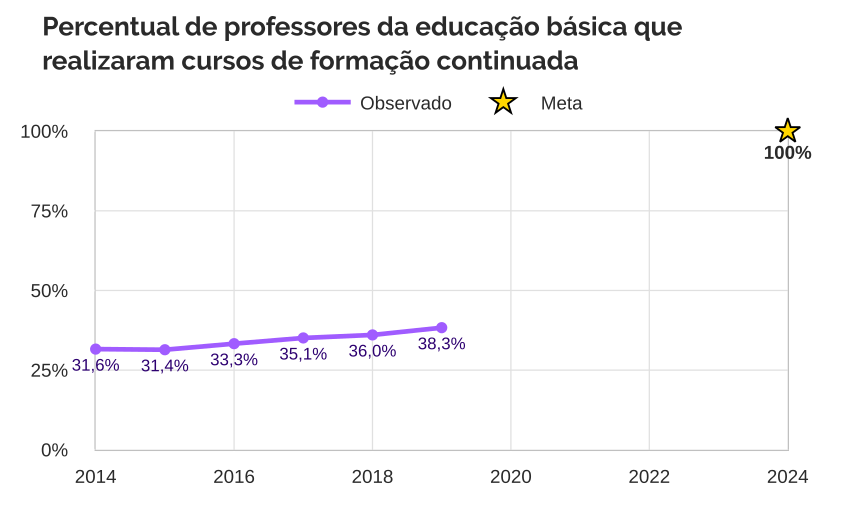 Percentual de professores da educação básica que
realizaram cursos de formação continuada
Observado Meta
100%
100%
75%
50%
25%
0%
31,6% 31,4% 33,3% 35,1% 36,0% 38,3%
2014 2016 2018 2020 2022 2024